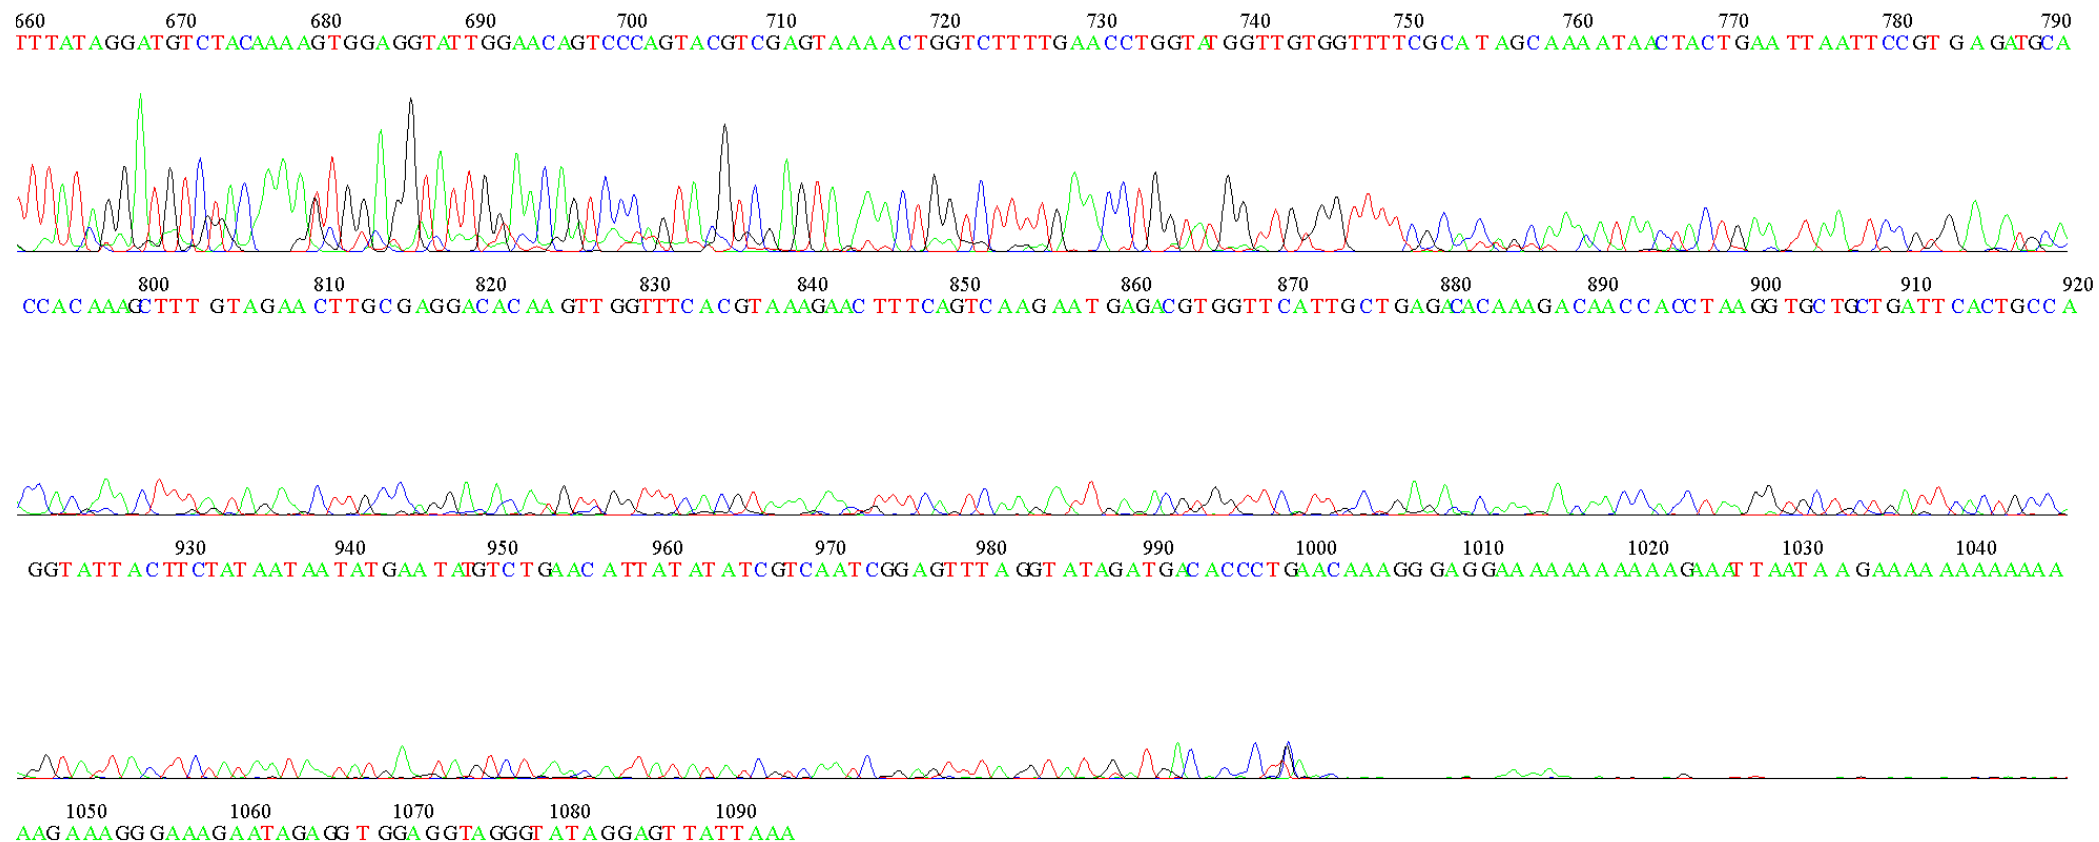 660 670 680 690 700 710 720 730 740 750 760 770 780 790
TTTATAGGATGTCTACAAAAGTGGAGGTATTGGAACAGTCCCAGTACGTCGAGTAAAACTGGTCTTTTGAACCTGGTATGGTTGTGGTTTTCGCATAGCAAAATAACTACTGAATTAATTCCGTGAGATGCA
800 810 820 830 840 850 860 870 880 890 900 910 920
CCACAAAGCTTTGTAGAACTTGCGAGGACACAAGTTGGTTTCACGTAAAGAACTTTCAGTCAAGAATGAGACGTGGTTCATTGCTGAGACACAAAGACAACCACCTAAGGTGCTGCTGATTCACTGCCA
930 940 950 960 970 980 990 1000 1010 1020 1030 1040
GGTATTACTTCTATAATAATATGAATATGTCTGAACATTATATATCGTCAATCGGAGTTTAGGTATAGATGACACCCTGAACAAAGGGAGGAAAAAAAAAAAGAAATTAATAAGAAAAAAAAAAAA
1050 1060 1070 1080 1090
AAGAAAGGGAAAGAATAGAGGTGGAGGTAGGGTATAGGAGTTATTAAA